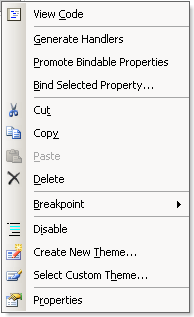 View Code
Generate Handlers
Promote Bindable Properties
Bind Selected Property...
Cut
Copy
Paste
Delete
Breakpoint
Disable
Create New Theme...
Select Custom Theme...
Properties